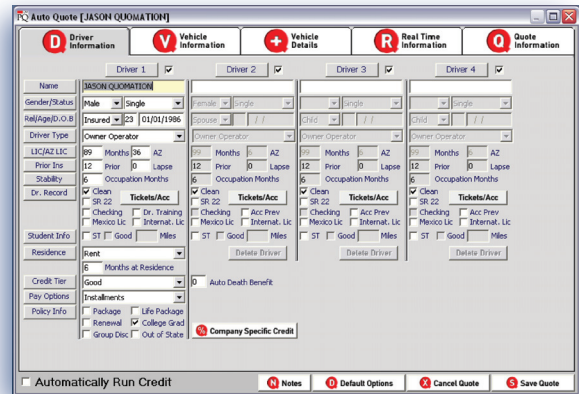 PQ Auto Quote [JASON QUOMATION]
D Driver Information
V Vehicle Information
+ Vehicle Details
R Real Time Information
Q Quote Information
Driver 1 Driver 2 Driver 3 Driver 4
Name JASON QUOMATION
Gender/Status Male Single Female Single Single Single
Rel/Age/D.O.B Insured 23 01/01/1986 Spouse / / Child / / Child / /
Driver Type Owner Operator Owner Operator Owner Operator Owner Operator
LIC/AZ LIC 89 Months 36 AZ 99 Months 6 AZ 99 Months 6 AZ 99 Months 6 AZ
Prior Ins 12 Prior 0 Lapse 12 Prior 0 Lapse 12 Prior 0 Lapse 12 Prior 0 Lapse
Stability 6 Occupation Months 6 Occupation Months 6 Occupation Months 6 Occupation Months
Dr. Record Clean Clean Clean Clean
SR 22 Tickets/Acc SR 22 Tickets/Acc SR 22 Tickets/Acc SR 22 Tickets/Acc
Checking Dr. Training Checking Acc Prev Checking Acc Prev Checking Acc Prev
Mexico Lic Internat. Lic Mexico Lic Internat. Lic Mexico Lic Internat. Lic Mexico Lic Internat. Lic
Student Info ST Good Miles ST Good Miles ST Good Miles ST Good Miles
Residence Rent Delete Driver Delete Driver Delete Driver
6 Months at Residence
Credit Tier Good 0 Auto Death Benefit
Pay Options Installments
Policy Info Package Life Package
Renewal College Grad % Company Specific Credit
Group Disc Out of State
Automatically Run Credit N Notes D Default Options X Cancel Quote S Save Quote